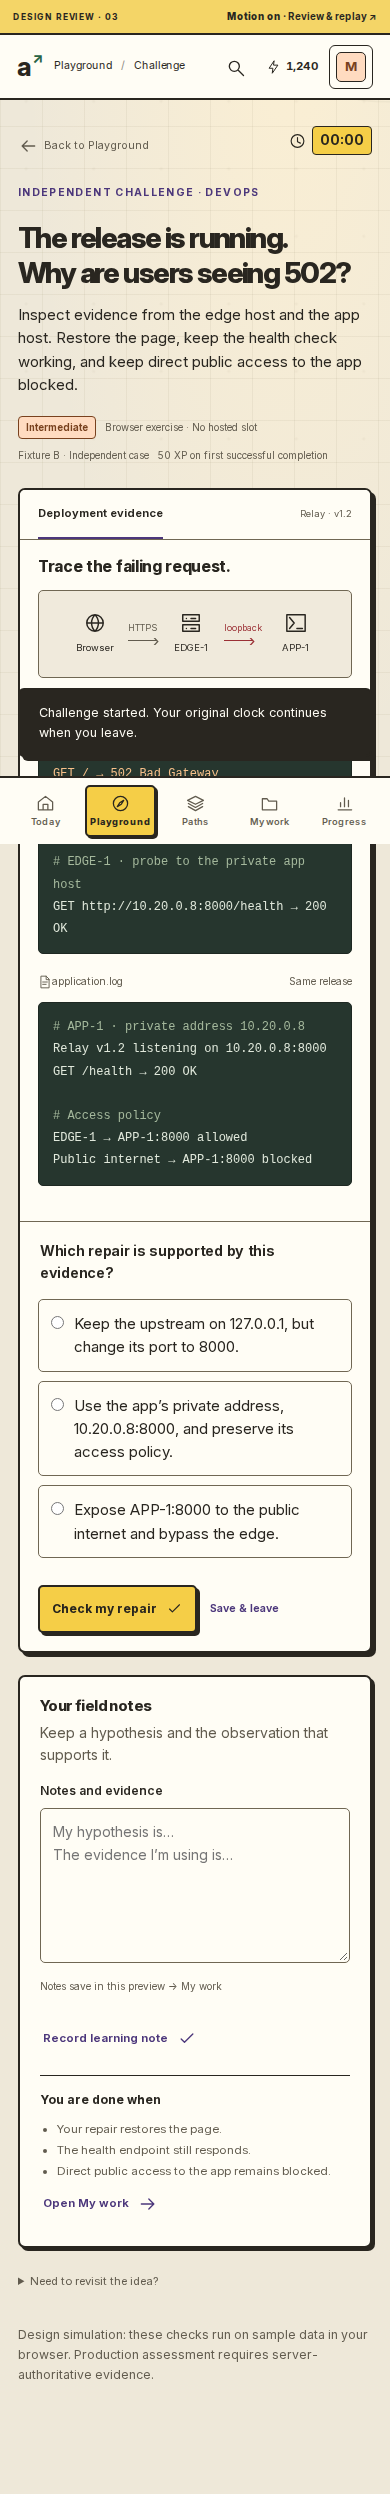 DESIGN REVIEW · 03
Motion on · Review & replay ↗
a↗
Playground / Challenge
1,240
M
← Back to Playground
00:00
INDEPENDENT CHALLENGE · DEVOPS
The release is running.
Why are users seeing 502?
Inspect evidence from the edge host and the app
host. Restore the page, keep the health check
working, and keep direct public access to the app
blocked.
Intermediate
Browser exercise · No hosted slot
Fixture B · Independent case
50 XP on first successful completion
Deployment evidence
Relay · v1.2
Trace the failing request.
HTTPS
loopback
Browser
EDGE-1
APP-1
Challenge started. Your original clock continues
when you leave.
GET / → 502 Bad Gateway
Today
Playground
Paths
My work
Progress
# EDGE-1 · probe to the private app
host
GET http://10.20.0.8:8000/health → 200
OK
application.log
Same release
# APP-1 · private address 10.20.0.8
Relay v1.2 listening on 10.20.0.8:8000
GET /health → 200 OK
# Access policy
EDGE-1 → APP-1:8000 allowed
Public internet → APP-1:8000 blocked
Which repair is supported by this
evidence?
Keep the upstream on 127.0.0.1, but
change its port to 8000.
Use the app’s private address,
10.20.0.8:8000, and preserve its
access policy.
Expose APP-1:8000 to the public
internet and bypass the edge.
Check my repair
Save & leave
Your field notes
Keep a hypothesis and the observation that
supports it.
Notes and evidence
My hypothesis is…
The evidence I’m using is…
Notes save in this preview → My work
Record learning note
You are done when
• Your repair restores the page.
• The health endpoint still responds.
• Direct public access to the app remains blocked.
Open My work →
Need to revisit the idea?
Design simulation: these checks run on sample data in your
browser. Production assessment requires server-
authoritative evidence.